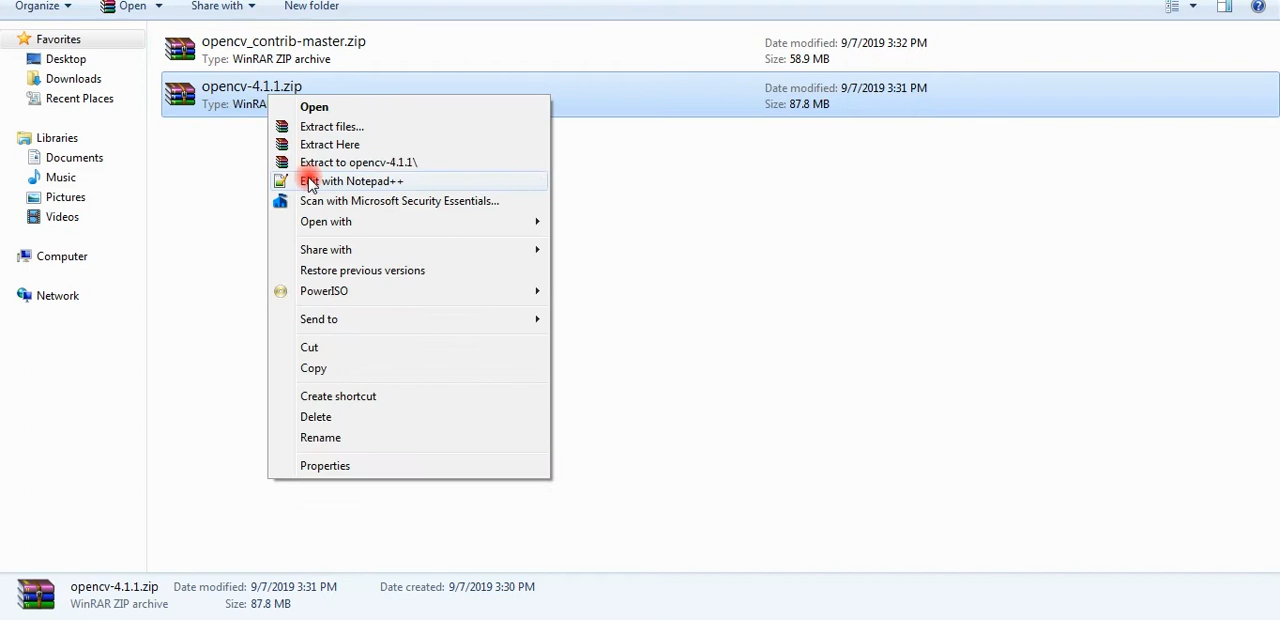 Organize
Open
Share with
New folder
Favorites
Desktop
Downloads
Recent Places
Libraries
Documents
Music
Pictures
Videos
Computer
Network
opencv_contrib-master.zip
Type: WinRAR ZIP archive
Date modified: 9/7/2019 3:32 PM
Size: 58.9 MB
opencv-4.1.1.zip
Type: WinRA
Date modified: 9/7/2019 3:31 PM
Size: 87.8 MB
Open
Extract files...
Extract Here
Extract to opencv-4.1.1\
Edit with Notepad++
Scan with Microsoft Security Essentials...
Open with
Share with
Restore previous versions
PowerISO
Send to
Cut
Copy
Create shortcut
Delete
Rename
Properties
opencv-4.1.1.zip Date modified: 9/7/2019 3:31 PM Date created: 9/7/2019 3:30 PM
WinRAR ZIP archive Size: 87.8 MB